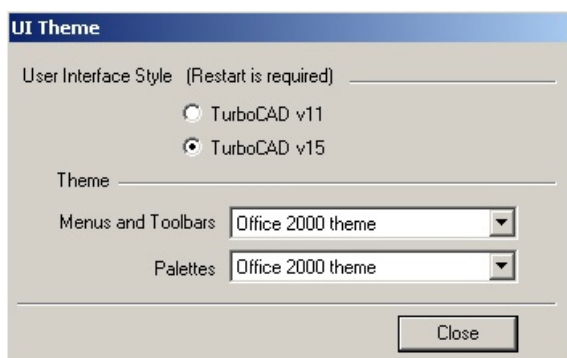 UI Theme
User Interface Style (Restart is required)
TurboCAD v11
TurboCAD v15
Theme
Menus and Toolbars Office 2000 theme
Palettes Office 2000 theme
Close